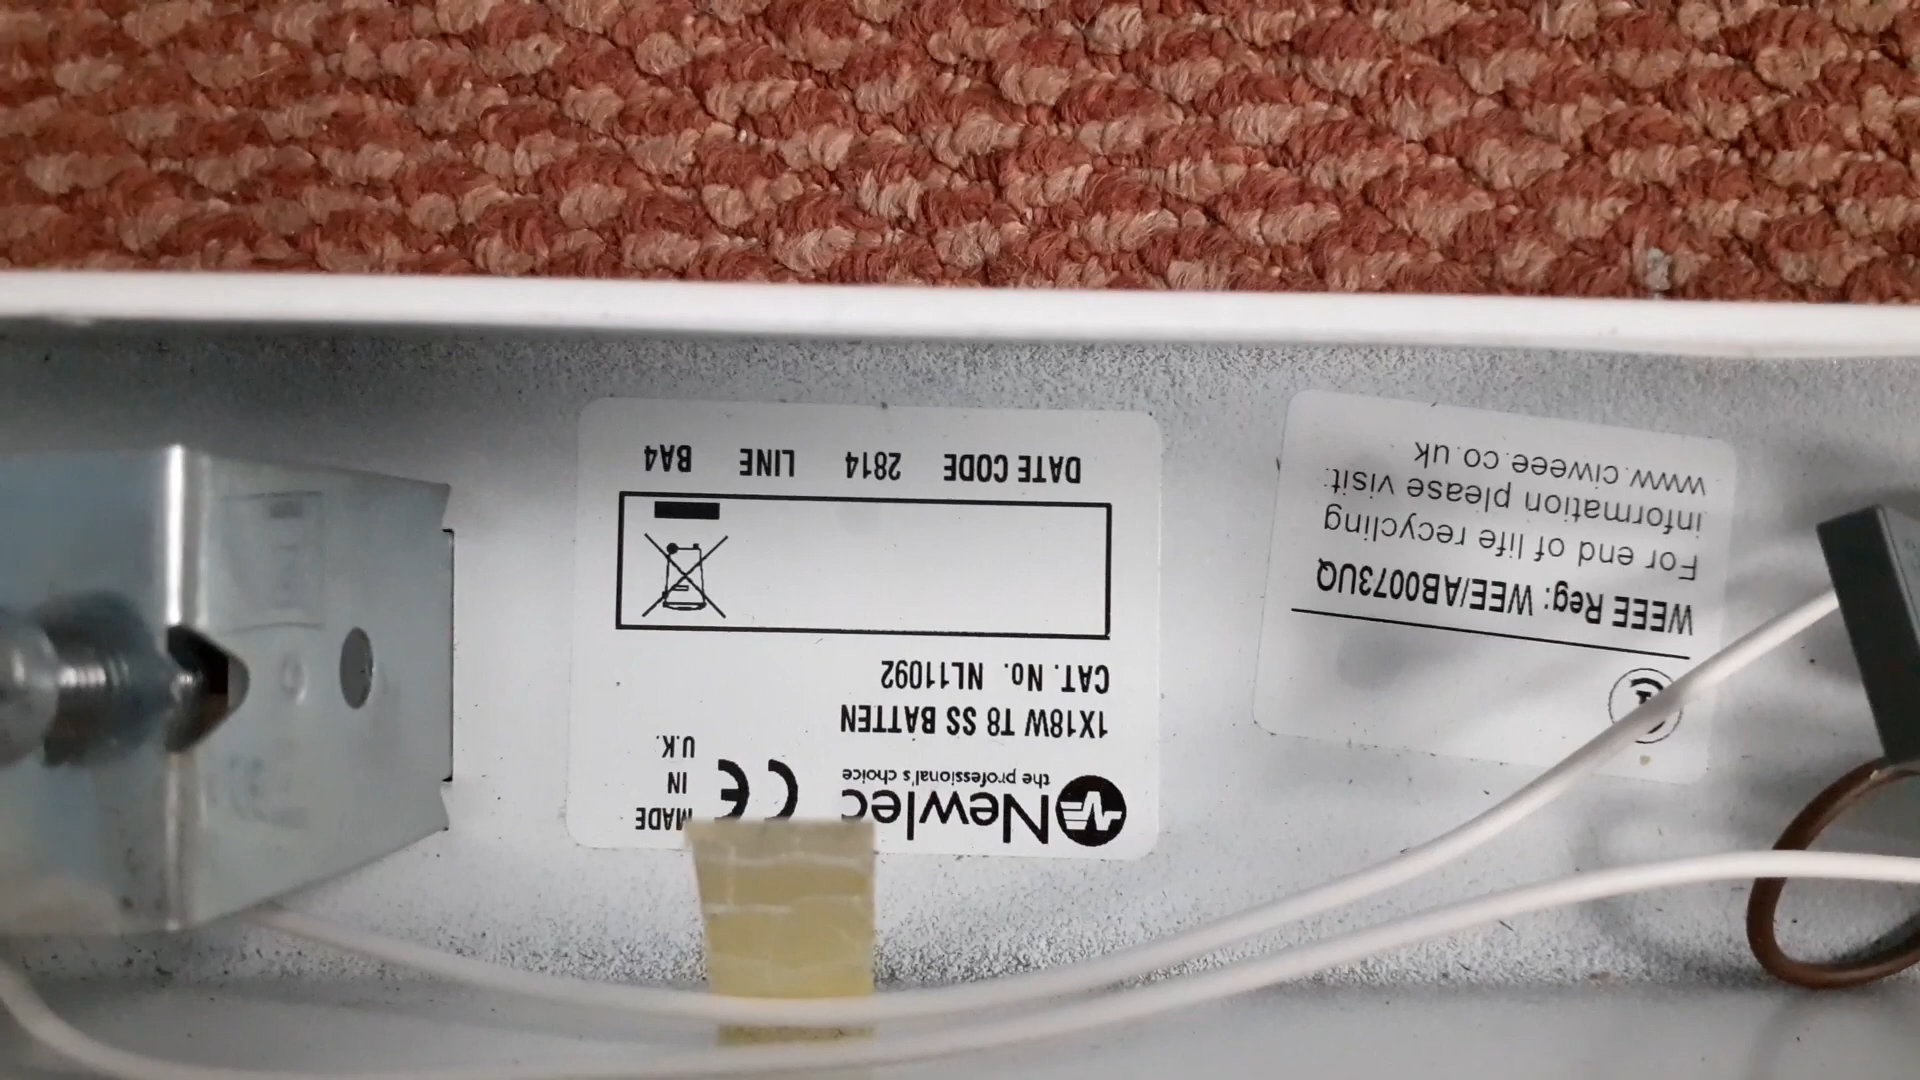 Newlec
the professional's choice
CE
MADE
IN
U.K.
1X18W T8 SS BATTEN
CAT. No. NL11092
DATE CODE 2814 LINE BA4
WEEE Reg: WEE/AB0073UQ
For end of life recycling
information please visit:
www.ciweee.co.uk